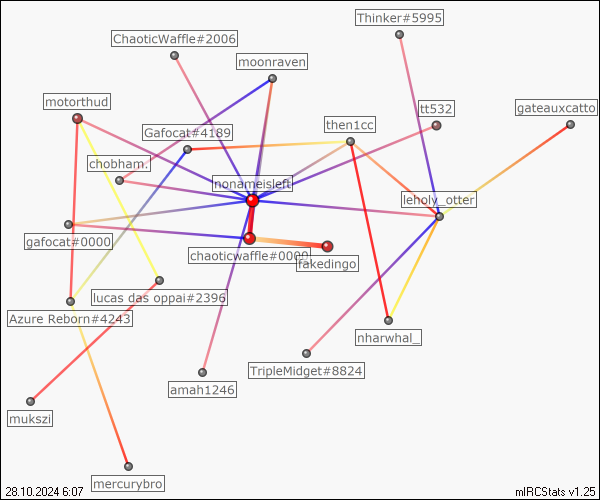 Thinker#5995
ChaoticWaffle#2006
moonraven
motorthud
tt532
gateauxcatto
then1cc
Gafocat#4189
chobham.
nonameisleft
leholy_otter
gafocat#0000
chaoticwaffle#0000
fakedingo
lucas das oppai#2396
Azure Reborn#4243
nharwhal_
TripleMidget#8824
amah1246
mukszi
mercurybro
28.10.2024 6:07
mIRCStats v1.25